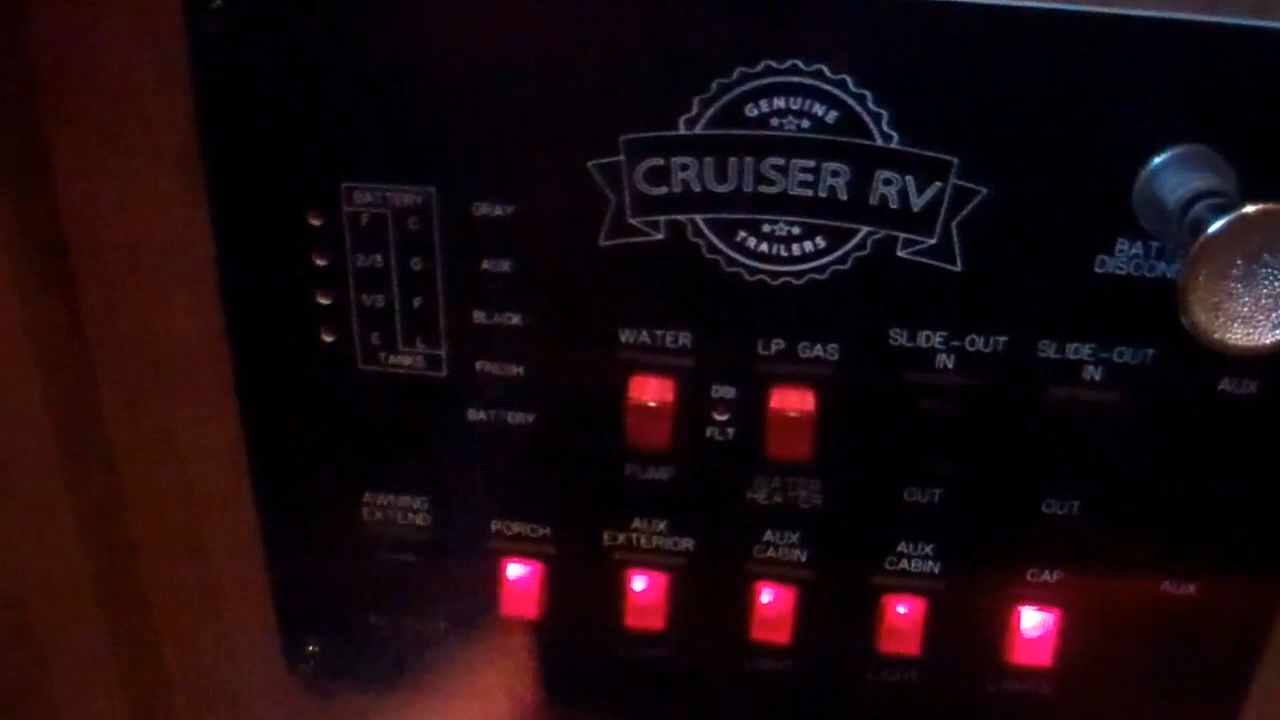 GENUINE
CRUISER RV
TRAILERS
BATTERY
F G
2/3 G
1/3 F
E L
TANKS
GRAY
AUX
BLACK
FRESH
BATTERY
BATT
DISCON
WATER
PUMP
DSI
FLT
LP GAS
WATER
HEATER
SLIDE-OUT
IN
OUT
SLIDE-OUT
IN
OUT
AUX
AWNING
EXTEND
PORCH
AUX
EXTERIOR
LIGHT
AUX
CABIN
LIGHT
AUX
CABIN
LIGHT
CAP
LIGHTS
AUX